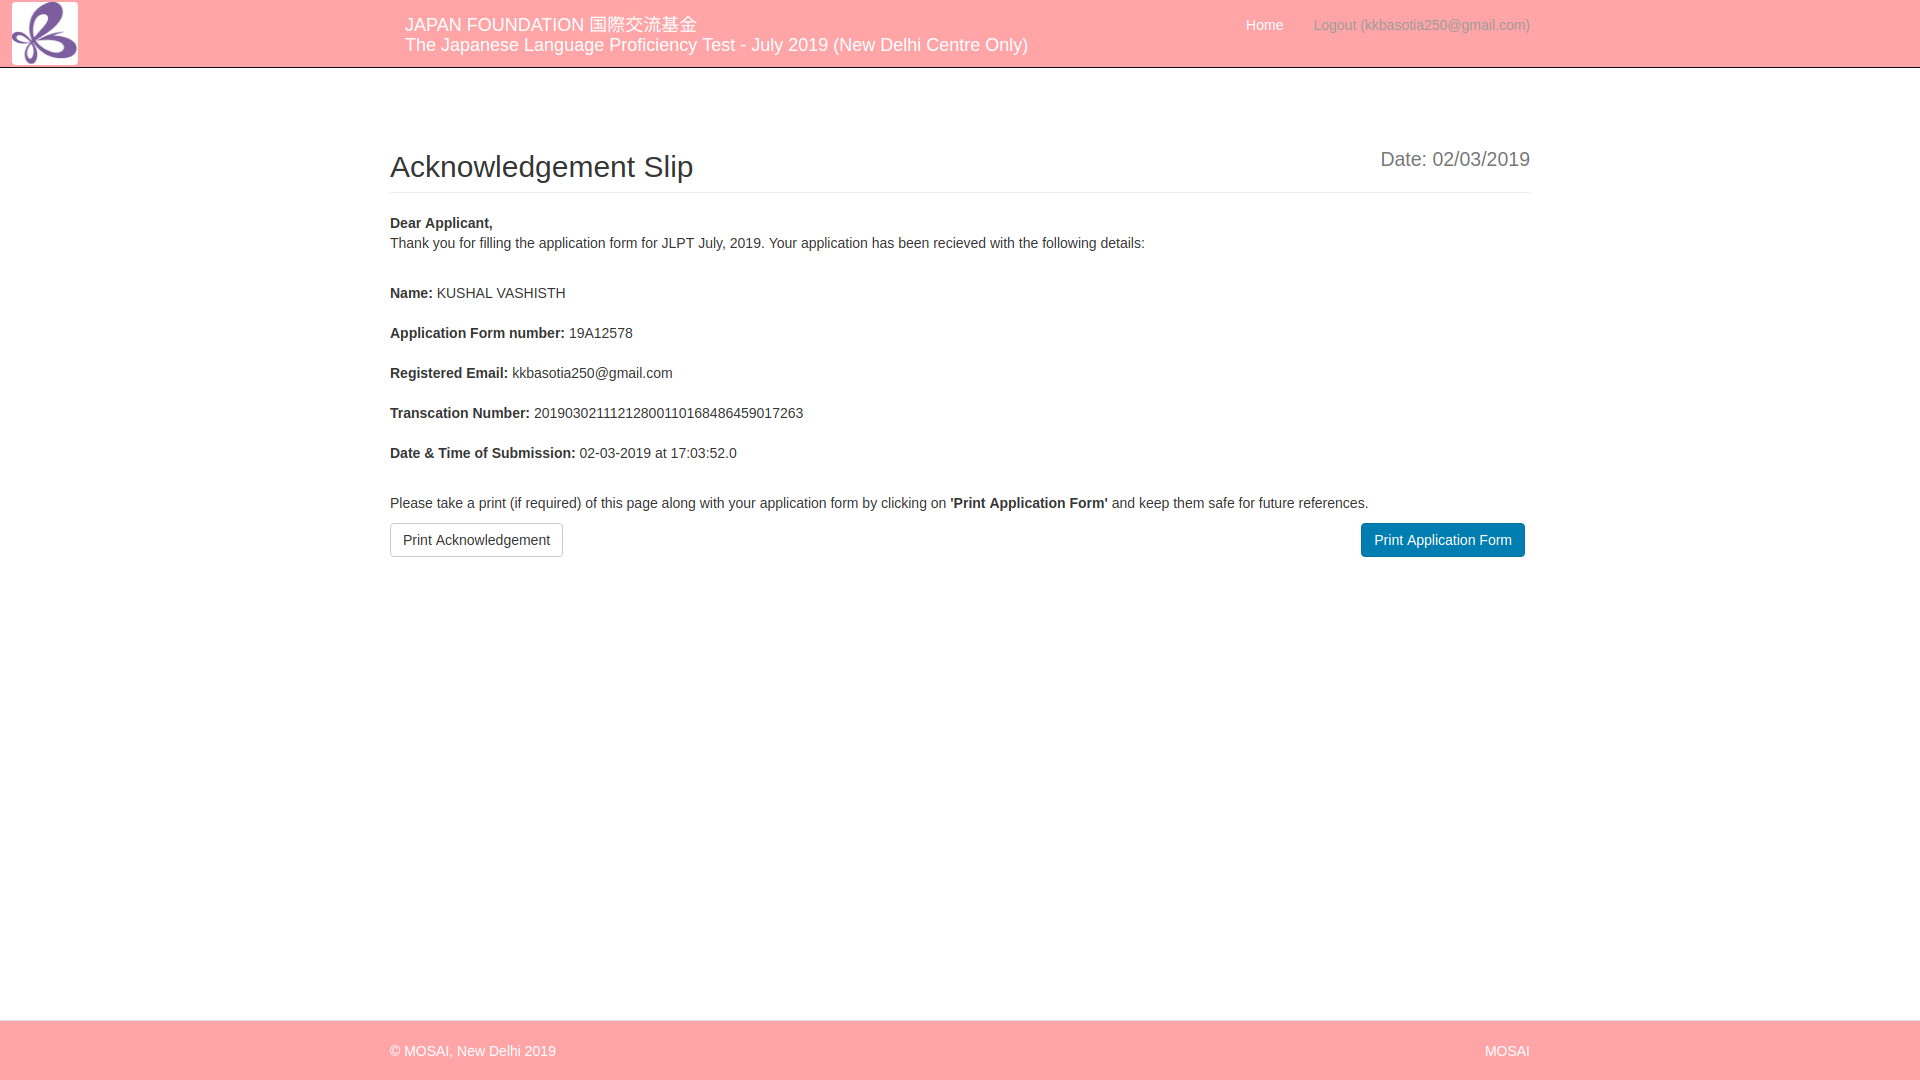 JAPAN FOUNDATION 国際交流基金
The Japanese Language Proficiency Test - July 2019 (New Delhi Centre Only)
Home
Logout (kkbasotia250@gmail.com)
Acknowledgement Slip
Date: 02/03/2019
Dear Applicant,
Thank you for filling the application form for JLPT July, 2019. Your application has been recieved with the following details:
Name: KUSHAL VASHISTH
Application Form number: 19A12578
Registered Email: kkbasotia250@gmail.com
Transcation Number: 20190302111212800110168486459017263
Date & Time of Submission: 02-03-2019 at 17:03:52.0
Please take a print (if required) of this page along with your application form by clicking on 'Print Application Form' and keep them safe for future references.
Print Acknowledgement
Print Application Form
© MOSAI, New Delhi 2019
MOSAI